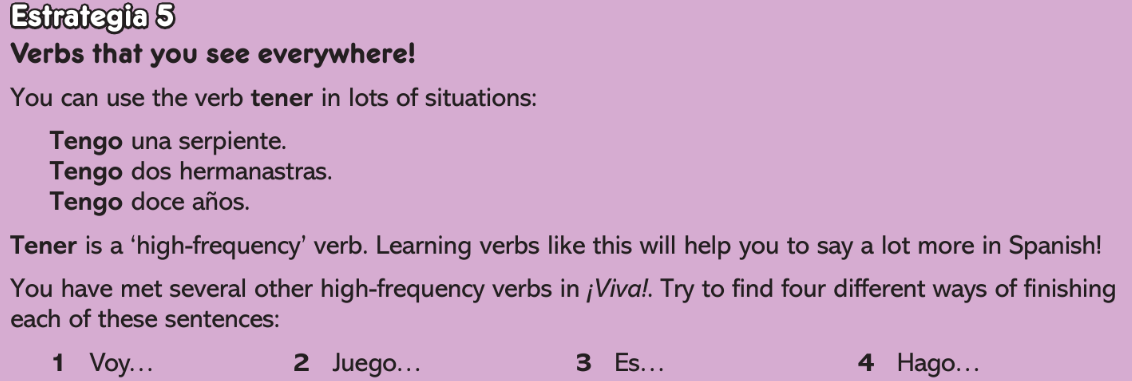 Estrategia 5
Verbs that you see everywhere!
You can use the verb tener in lots of situations:
Tengo una serpiente.
Tengo dos hermanastras.
Tengo doce años.
Tener is a ‘high-frequency’ verb. Learning verbs like this will help you to say a lot more in Spanish!
You have met several other high-frequency verbs in ¡Viva!. Try to find four different ways of finishing
each of these sentences:
1 Voy… 2 Juego… 3 Es… 4 Hago…